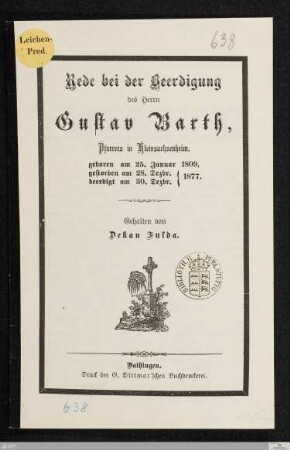 Leichen-
Pred.
638
Rede bei der Beerdigung
des Herrn
Gustav Barth,
Pfarrers in Kleinsachsenheim.
geboren am 25. Januar 1809,
gestorben am 28. Dezbr. } 1877.
beerdigt am 30. Dezbr.
Gehalten von
Dekan Fulda.
Vaihingen.
Druck der G. Dittmar'schen Buchdruckerei.
638